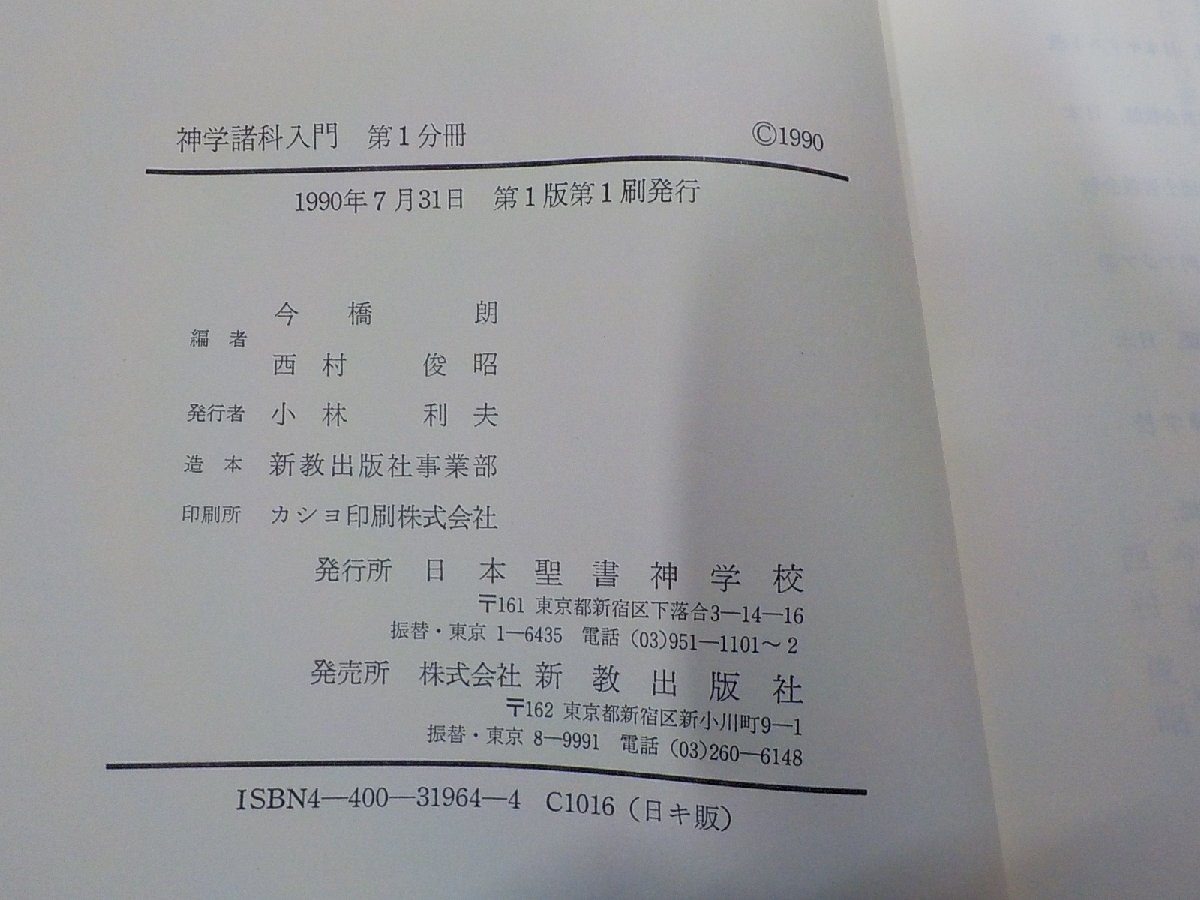 神学諸科入門 第1分冊 ©1990
1990年7月31日 第1版第1刷発行
編者 今橋朗
西村俊昭
発行者 小林利夫
造本 新教出版社事業部
印刷所 カショ印刷株式会社
発行所 日本聖書神学校
〒161 東京都新宿区下落合3—14—16
振替・東京 1—6435 電話 (03)951—1101〜2
発売所 株式会社 新教出版社
〒162 東京都新宿区新小川町9—1
振替・東京 8—9991 電話 (03)260—6148
ISBN4—400—31964—4 C1016 (日キ販)